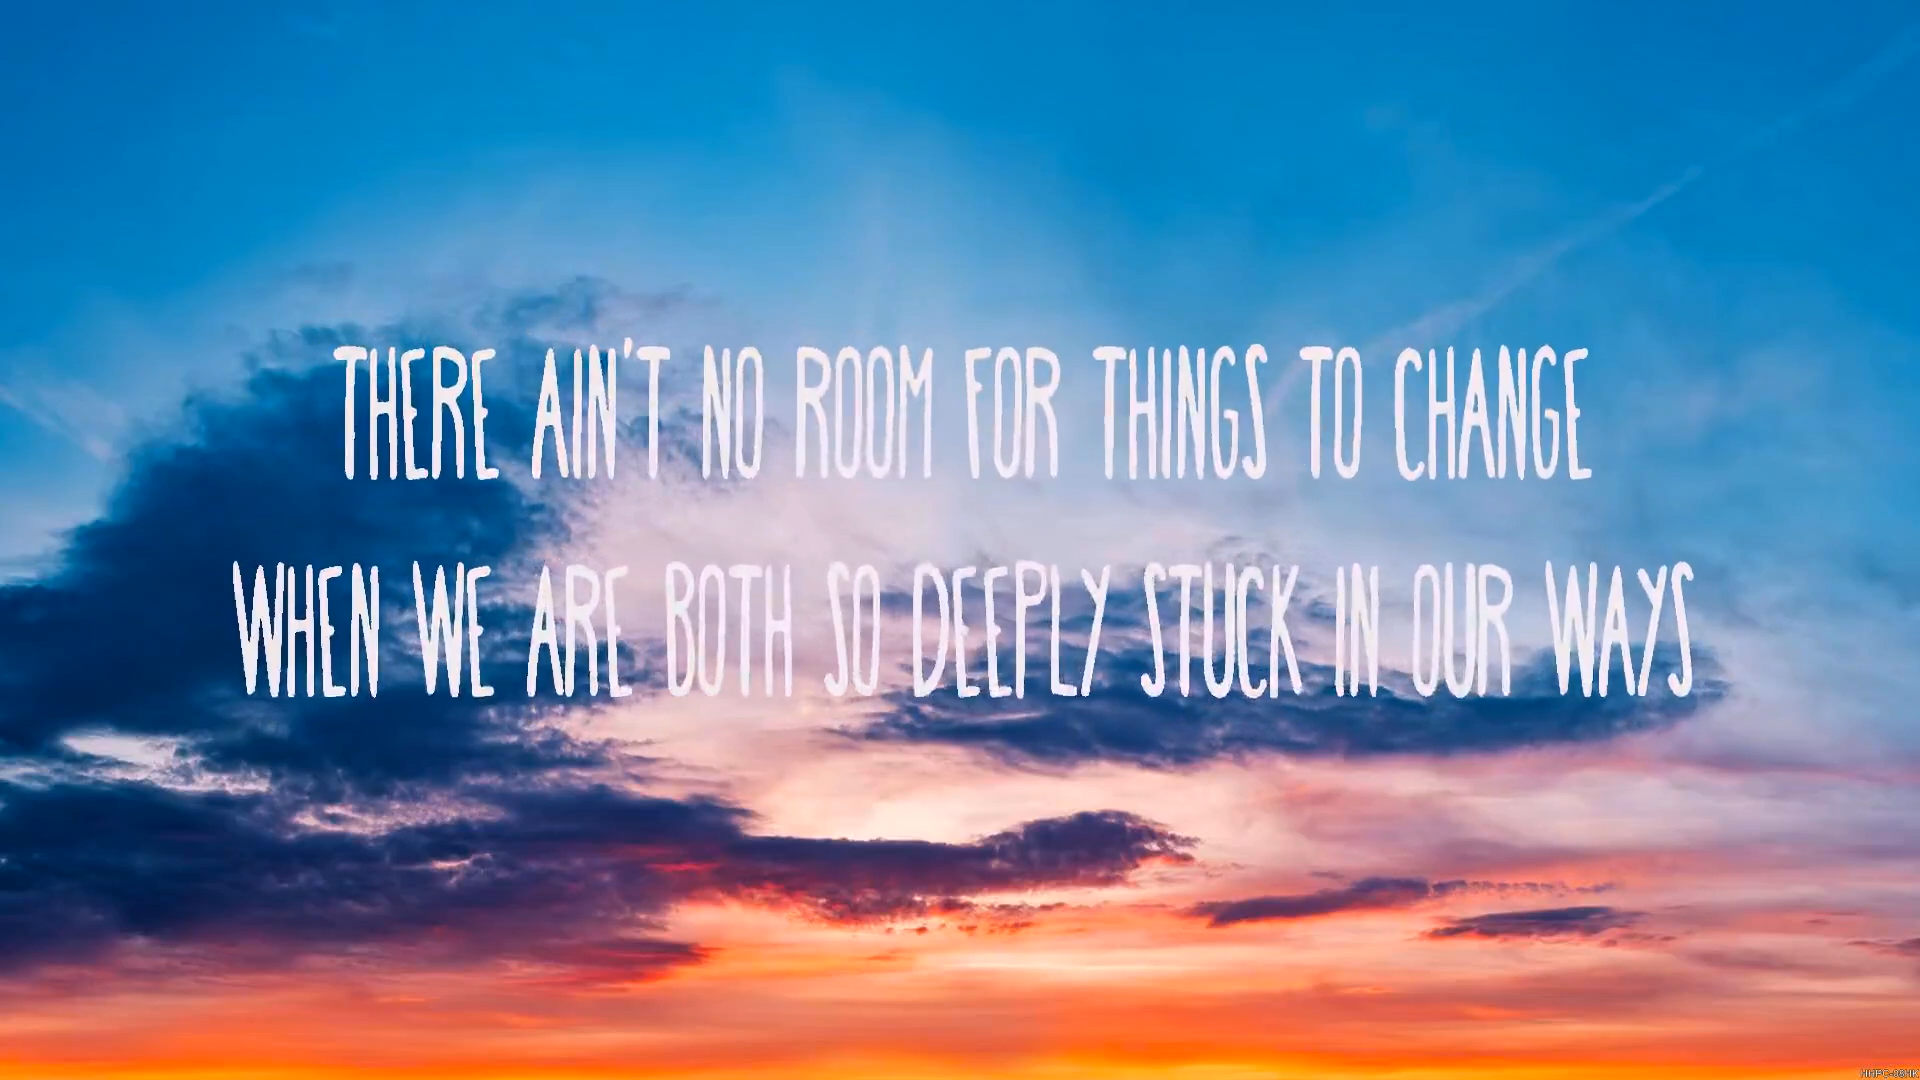 THERE AIN'T NO ROOM FOR THINGS TO CHANGE
WHEN WE ARE BOTH SO DEEPLY STUCK IN OUR WAYS